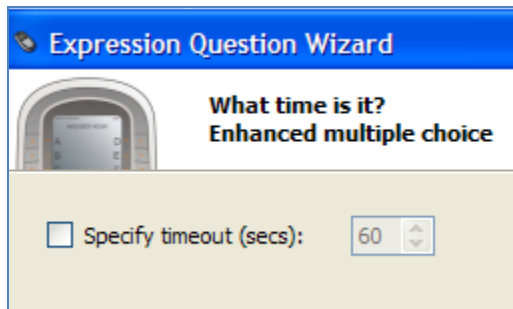 Expression Question Wizard
What time is it?
Enhanced multiple choice
A D
B E
Specify timeout (secs): 60